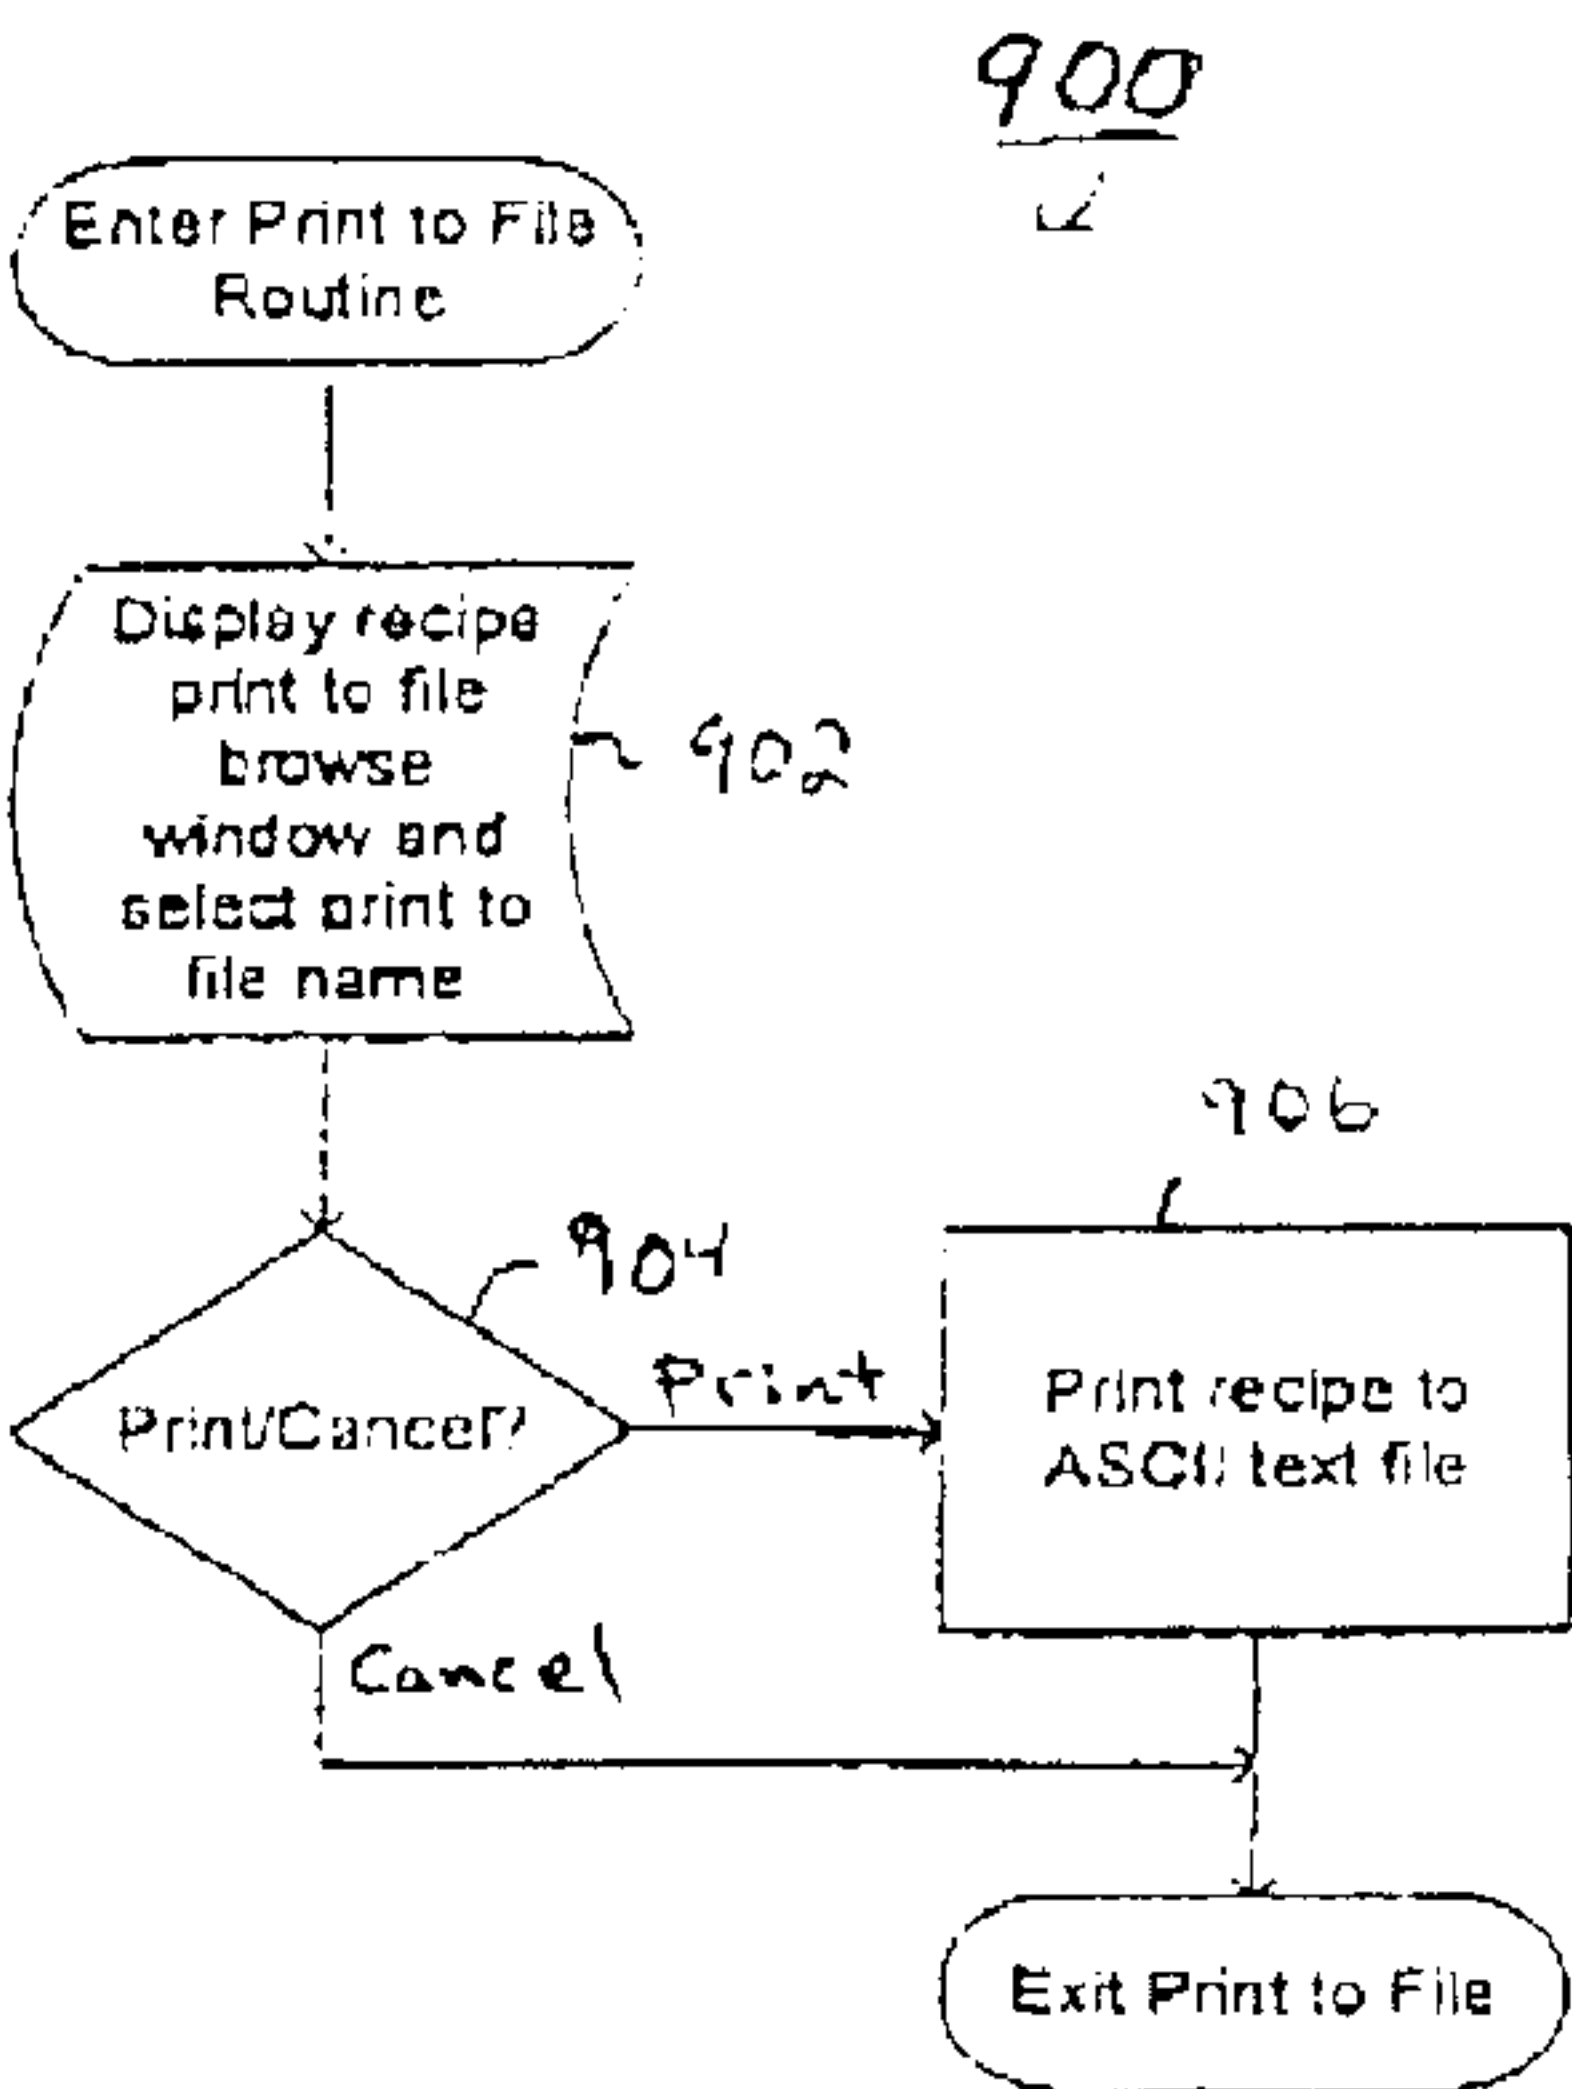 900
Enter Print to File
Routine
Display recipe
print to file
browse
window and
select print to
file name
902
906
904
Print
Print/Cancel?
Print recipe to
ASCII text file
Cancel
Exit Print to File